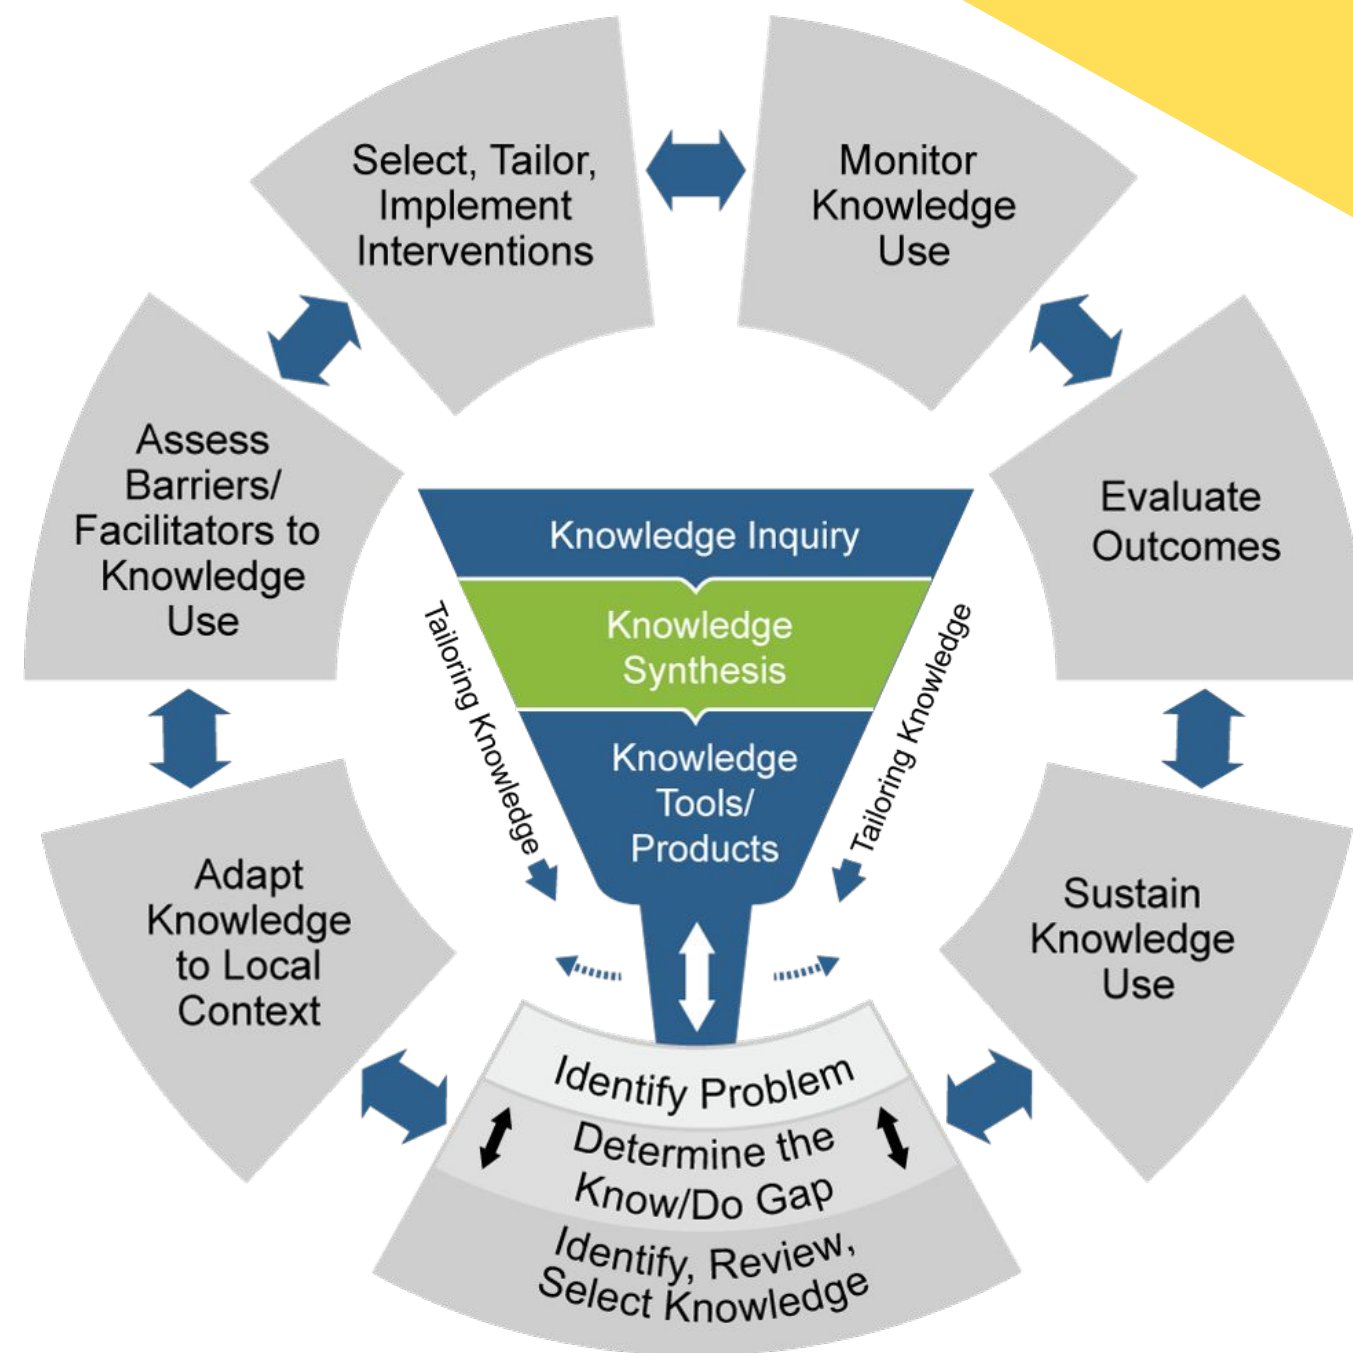 Select, Tailor,
Implement
Interventions
Monitor
Knowledge
Use
Assess
Barriers/
Facilitators to
Knowledge
Use
Evaluate
Outcomes
Knowledge Inquiry
Knowledge
Synthesis
Knowledge
Tools/
Products
Tailoring Knowledge
Tailoring Knowledge
Adapt
Knowledge
to Local
Context
Sustain
Knowledge
Use
Identify Problem
Determine the
Know/Do Gap
Identify, Review,
Select Knowledge